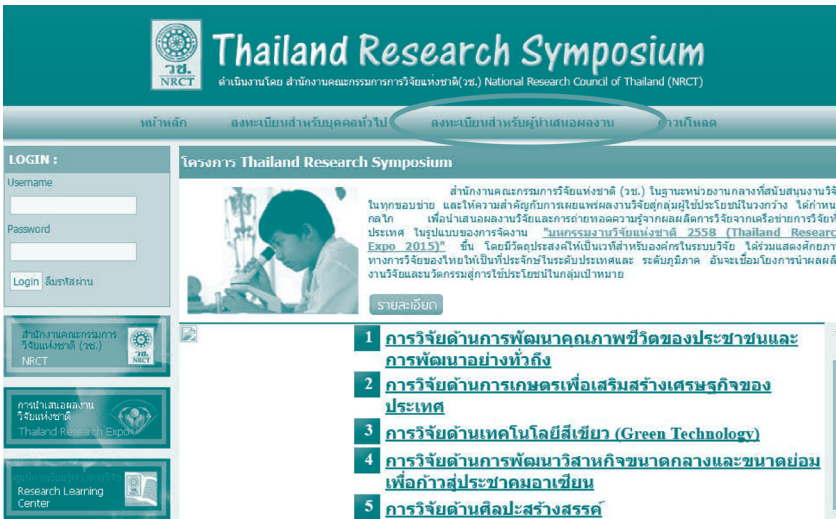 วช.
NRCT
Thailand Research Symposium
ดำเนินงานโดย สำนักงานคณะกรรมการการวิจัยแห่งชาติ(วช.) National Research Council of Thailand (NRCT)
หน้าหลัก ลงทะเบียนสำหรับบุคคลทั่วไป ลงทะเบียนสำหรับผู้นำเสนอผลงาน ดาวน์โหลด
LOGIN :
Username
Password
Login ลืมรหัสผ่าน
สำนักงานคณะกรรมการ
วิจัยแห่งชาติ (วช.)
NRCT
วช.
NRCT
การนำเสนอผลงาน
วิจัยแห่งชาติ
Thailand Research Expo
Research Learning
Center
โครงการ Thailand Research Symposium
สำนักงานคณะกรรมการวิจัยแห่งชาติ (วช.) ในฐานะหน่วยงานกลางที่สนับสนุนงานวิจั
ในทุกขอบข่าย และให้ความสำคัญกับการเผยแพร่ผลงานวิจัยสู่กลุ่มผู้ใช้ประโยชน์ในวงกว้าง ได้กำหน
กลไก เพื่อนำเสนอผลงานวิจัยและการถ่ายทอดความรู้จากผลผลิตการวิจัยจากเครือข่ายการวิจัยทั
ประเทศ ในรูปแบบของการจัดงาน "มหกรรมงานวิจัยแห่งชาติ 2558 (Thailand Researc
Expo 2015)" ขึ้น โดยมีวัตถุประสงค์ให้เป็นเวทีสำหรับองค์กรในระบบวิจัย ได้ร่วมแสดงศักยภา
ทางการวิจัยของไทยให้เป็นที่ประจักษ์ในระดับประเทศและ ระดับภูมิภาค อันจะเชื่อมโยงการนำผลผลิ
งานวิจัยและนวัตกรรมสู่การใช้ประโยชน์ในกลุ่มเป้าหมาย
รายละเอียด
1 การวิจัยด้านการพัฒนาคุณภาพชีวิตของประชาชนและ
การพัฒนาอย่างทั่วถึง
2 การวิจัยด้านการเกษตรเพื่อเสริมสร้างเศรษฐกิจของ
ประเทศ
3 การวิจัยด้านเทคโนโลยีสีเขียว (Green Technology)
4 การวิจัยด้านการพัฒนาวิสาหกิจขนาดกลางและขนาดย่อม
เพื่อก้าวสู่ประชาคมอาเซียน
5 การวิจัยด้านศิลปะสร้างสรรค์